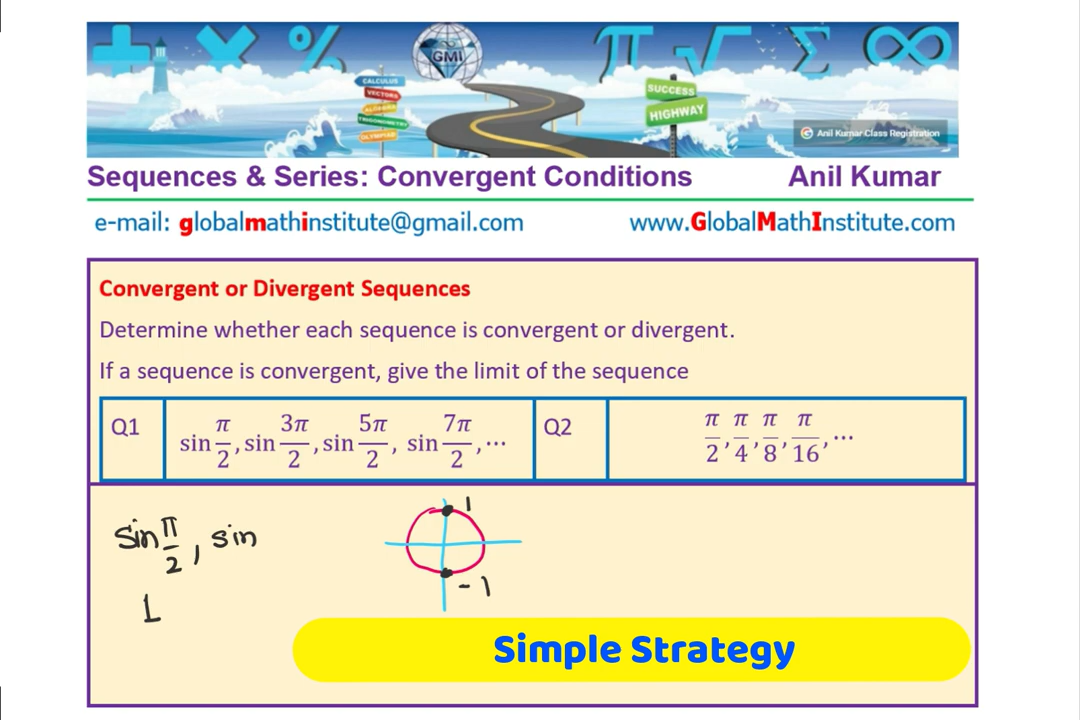 GMI
CALCULUS
VECTORS
ALGEBRA
TRIGONOMETRY
OLYMPIAD
SUCCESS
HIGHWAY
G Anil Kumar Class Registration
Sequences & Series: Convergent Conditions Anil Kumar
e-mail: globalmathinstitute@gmail.com www.GlobalMathInstitute.com
Convergent or Divergent Sequences
Determine whether each sequence is convergent or divergent.
If a sequence is convergent, give the limit of the sequence
Q1 sin π/2, sin 3π/2, sin 5π/2, sin 7π/2, ⋯ Q2 π/2, π/4, π/8, π/16, ⋯
sin π/2, sin
1
1
-1
Simple Strategy